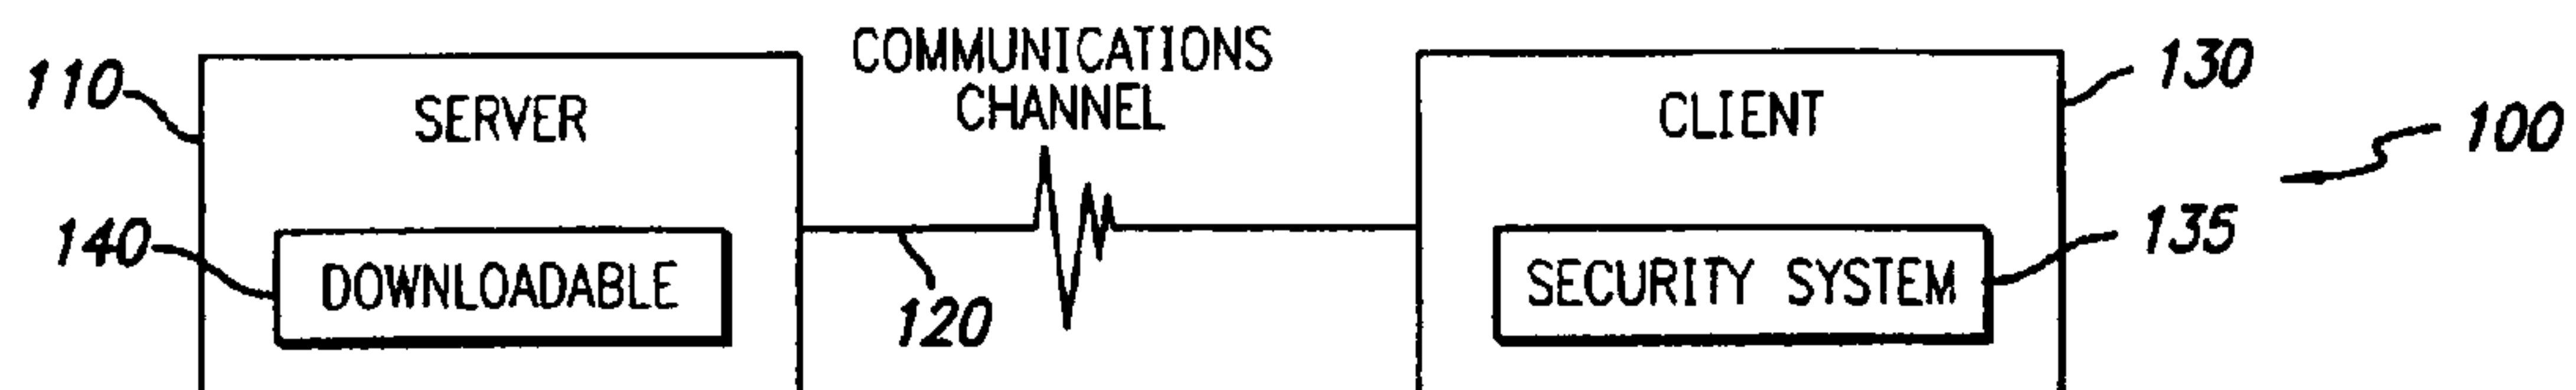 COMMUNICATIONS
CHANNEL
110
SERVER
CLIENT
130
100
140
DOWNLOADABLE
120
SECURITY SYSTEM
135